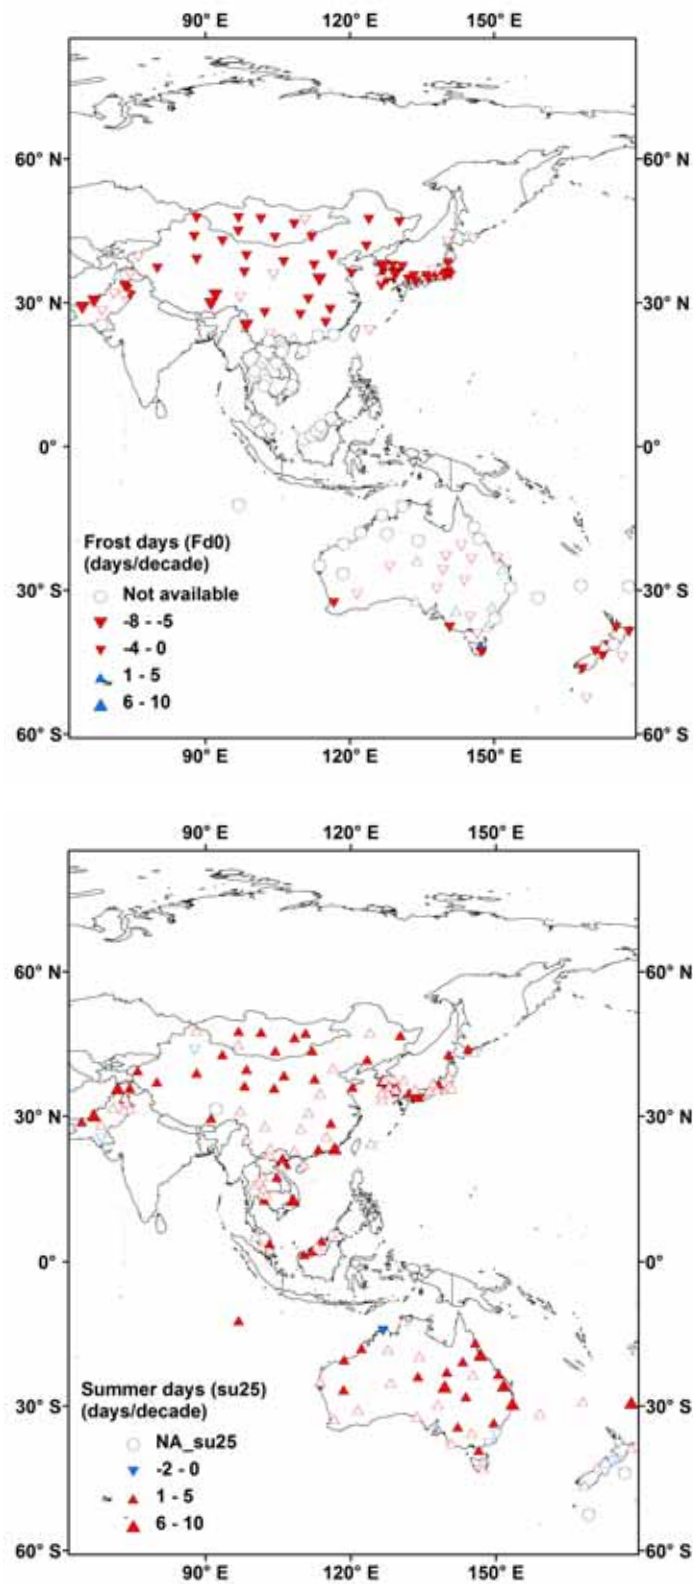 90° E 120° E 150° E
60° N 60° N
30° N 30° N
0° 0°
Frost days (Fd0)
(days/decade)
Not available
-8 - -5
-4 - 0
1 - 5
6 - 10
30° S 30° S
60° S 60° S
90° E 120° E 150° E
90° E 120° E 150° E
60° N 60° N
30° N 30° N
0° 0°
30° S 30° S
Summer days (su25)
(days/decade)
NA_su25
-2 - 0
1 - 5
6 - 10
60° S 60° S
90° E 120° E 150° E